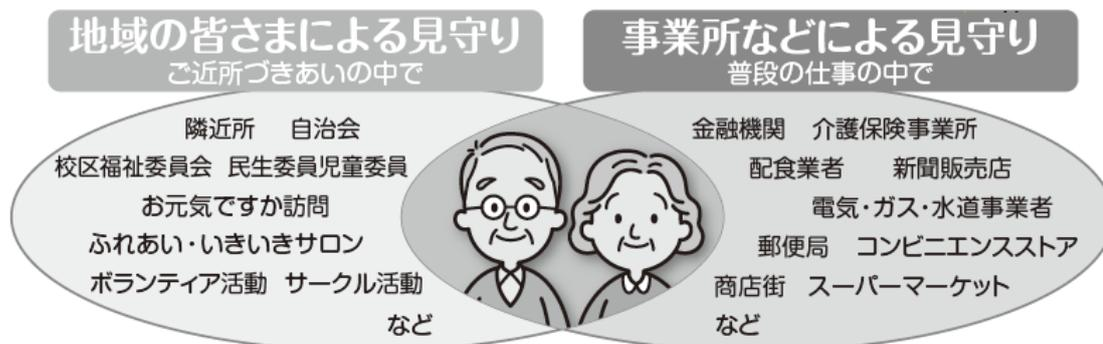 地域の皆さまによる見守り
ご近所づきあいの中で
隣近所 自治会
校区福祉委員会 民生委員児童委員
お元気ですか訪問
ふれあい・いきいきサロン
ボランティア活動 サークル活動
など
事業所などによる見守り
普段の仕事の中で
金融機関 介護保険事業所
配食業者 新聞販売店
電気・ガス・水道事業者
郵便局 コンビニエンスストア
商店街 スーパーマーケット
など